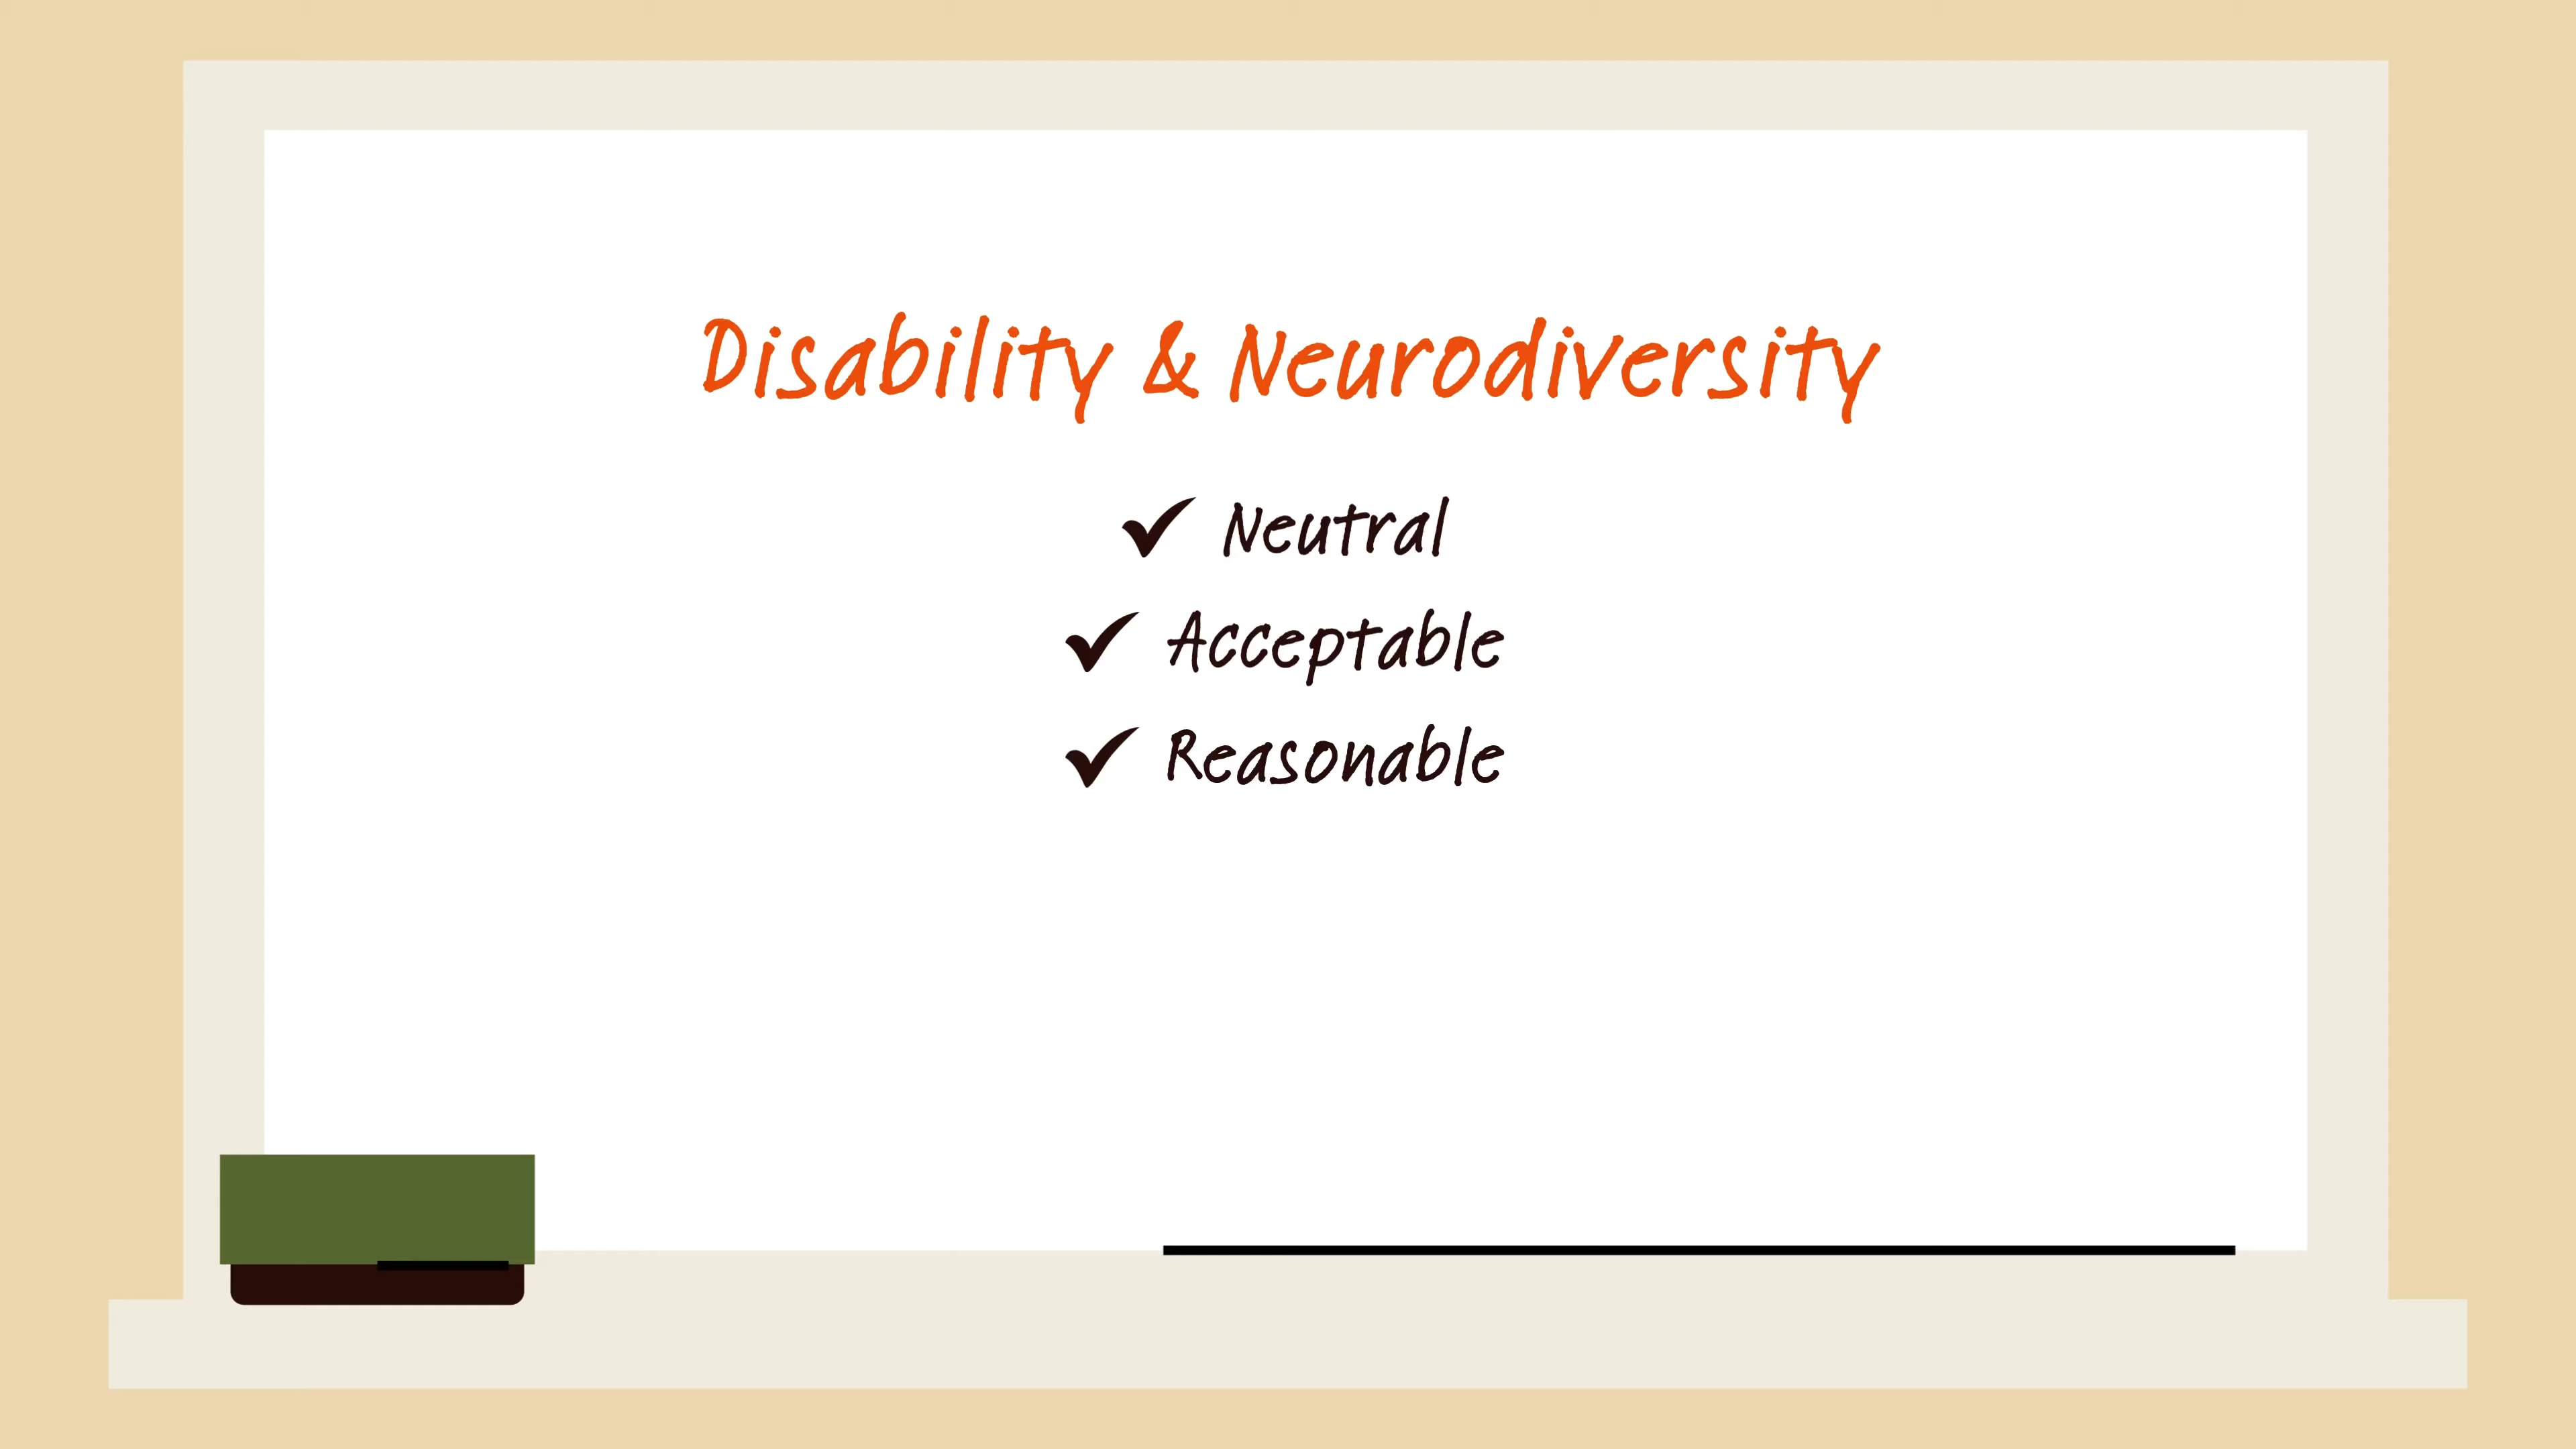 Disability & Neurodiversity
✔ Neutral
✔ Acceptable
✔ Reasonable